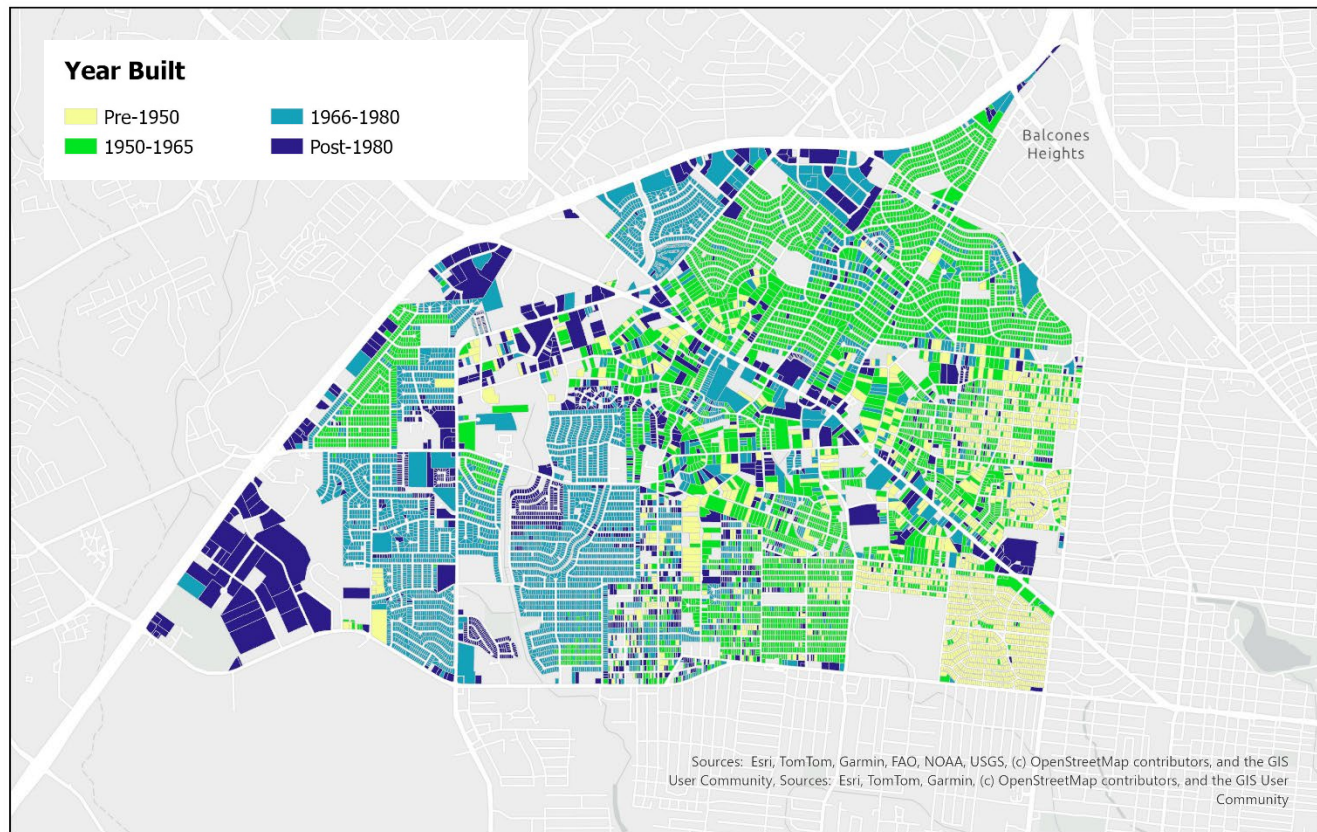 Year Built
Pre-1950
1966-1980
1950-1965
Post-1980
Balcones
Heights
Sources: Esri, TomTom, Garmin, FAO, NOAA, USGS, (c) OpenStreetMap contributors, and the GIS
User Community, Sources: Esri, TomTom, Garmin, (c) OpenStreetMap contributors, and the GIS User
Community